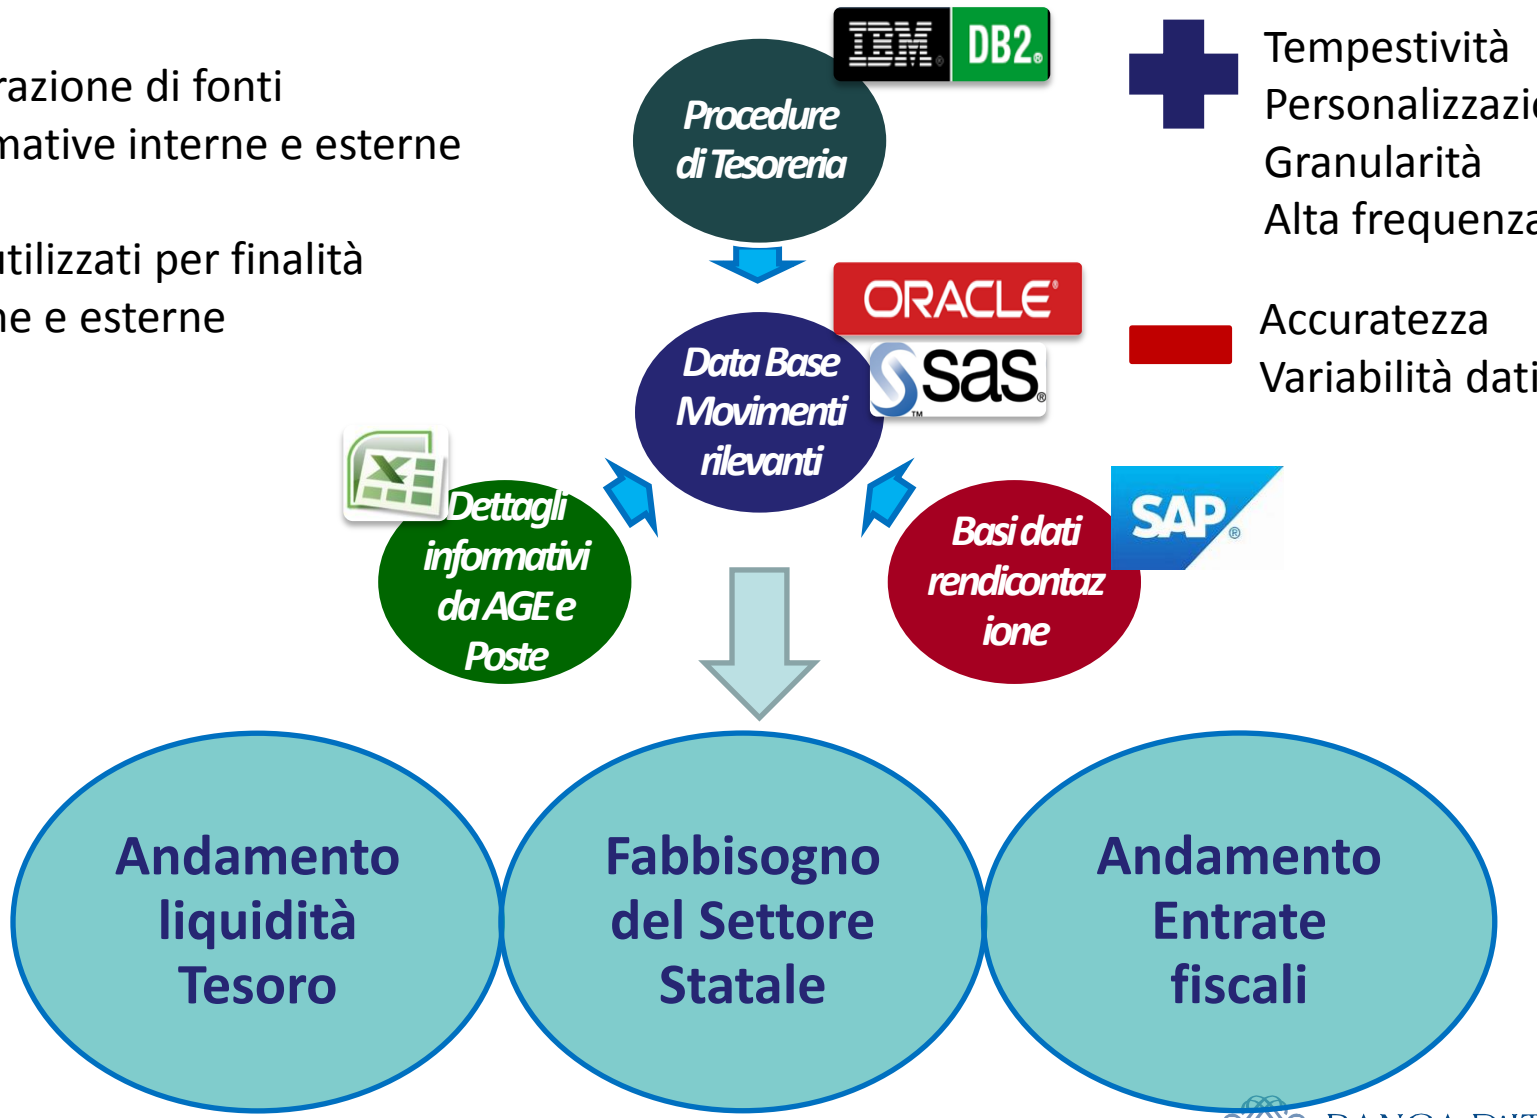 razione di fonti
mative interne e esterne
utilizzati per finalità
ne e esterne
IBM® DB2®
Procedure
di Tesoreria
Tempestività
Personalizzazi
Granularità
Alta frequenza
ORACLE®
sas®
TM
Data Base
Movimenti
rilevanti
Accuratezza
Variabilità dati
Dettagli
informativi
da AGE e
Poste
Basi dati
rendicontaz
ione
SAP®
Andamento
liquidità
Tesoro
Fabbisogno
del Settore
Statale
Andamento
Entrate
fiscali